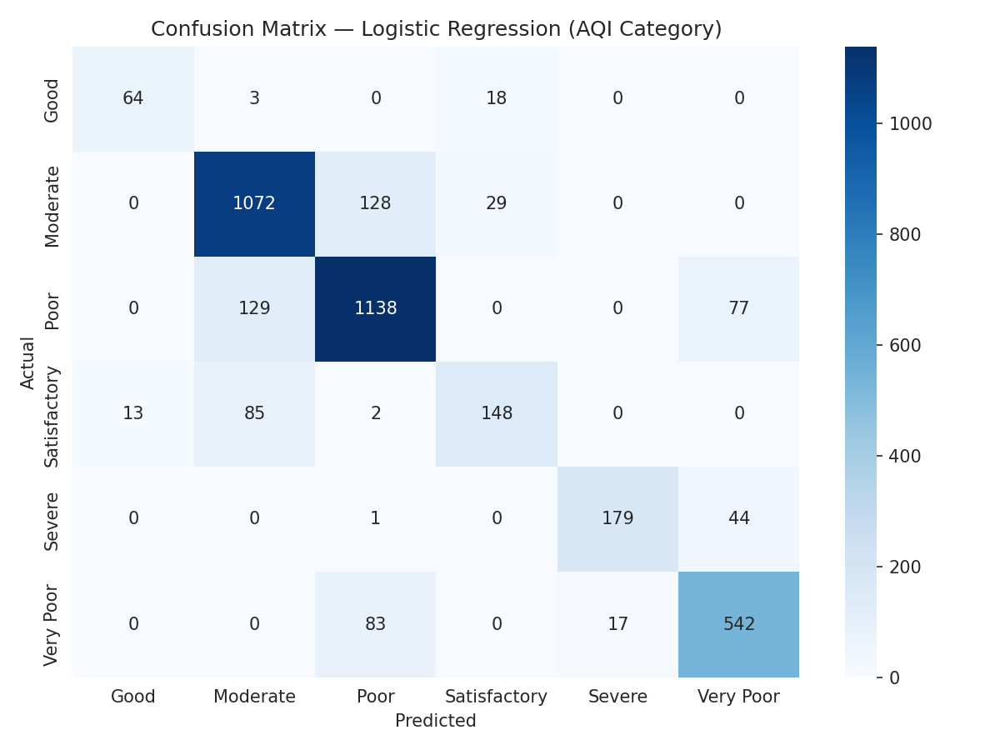 Confusion Matrix — Logistic Regression (AQI Category)
Actual
Good 64 3 0 18 0 0
Moderate 0 1072 128 29 0 0
Poor 0 129 1138 0 0 77
Satisfactory 13 85 2 148 0 0
Severe 0 0 1 0 179 44
Very Poor 0 0 83 0 17 542
Good Moderate Poor Satisfactory Severe Very Poor
Predicted
1000
800
600
400
200
0